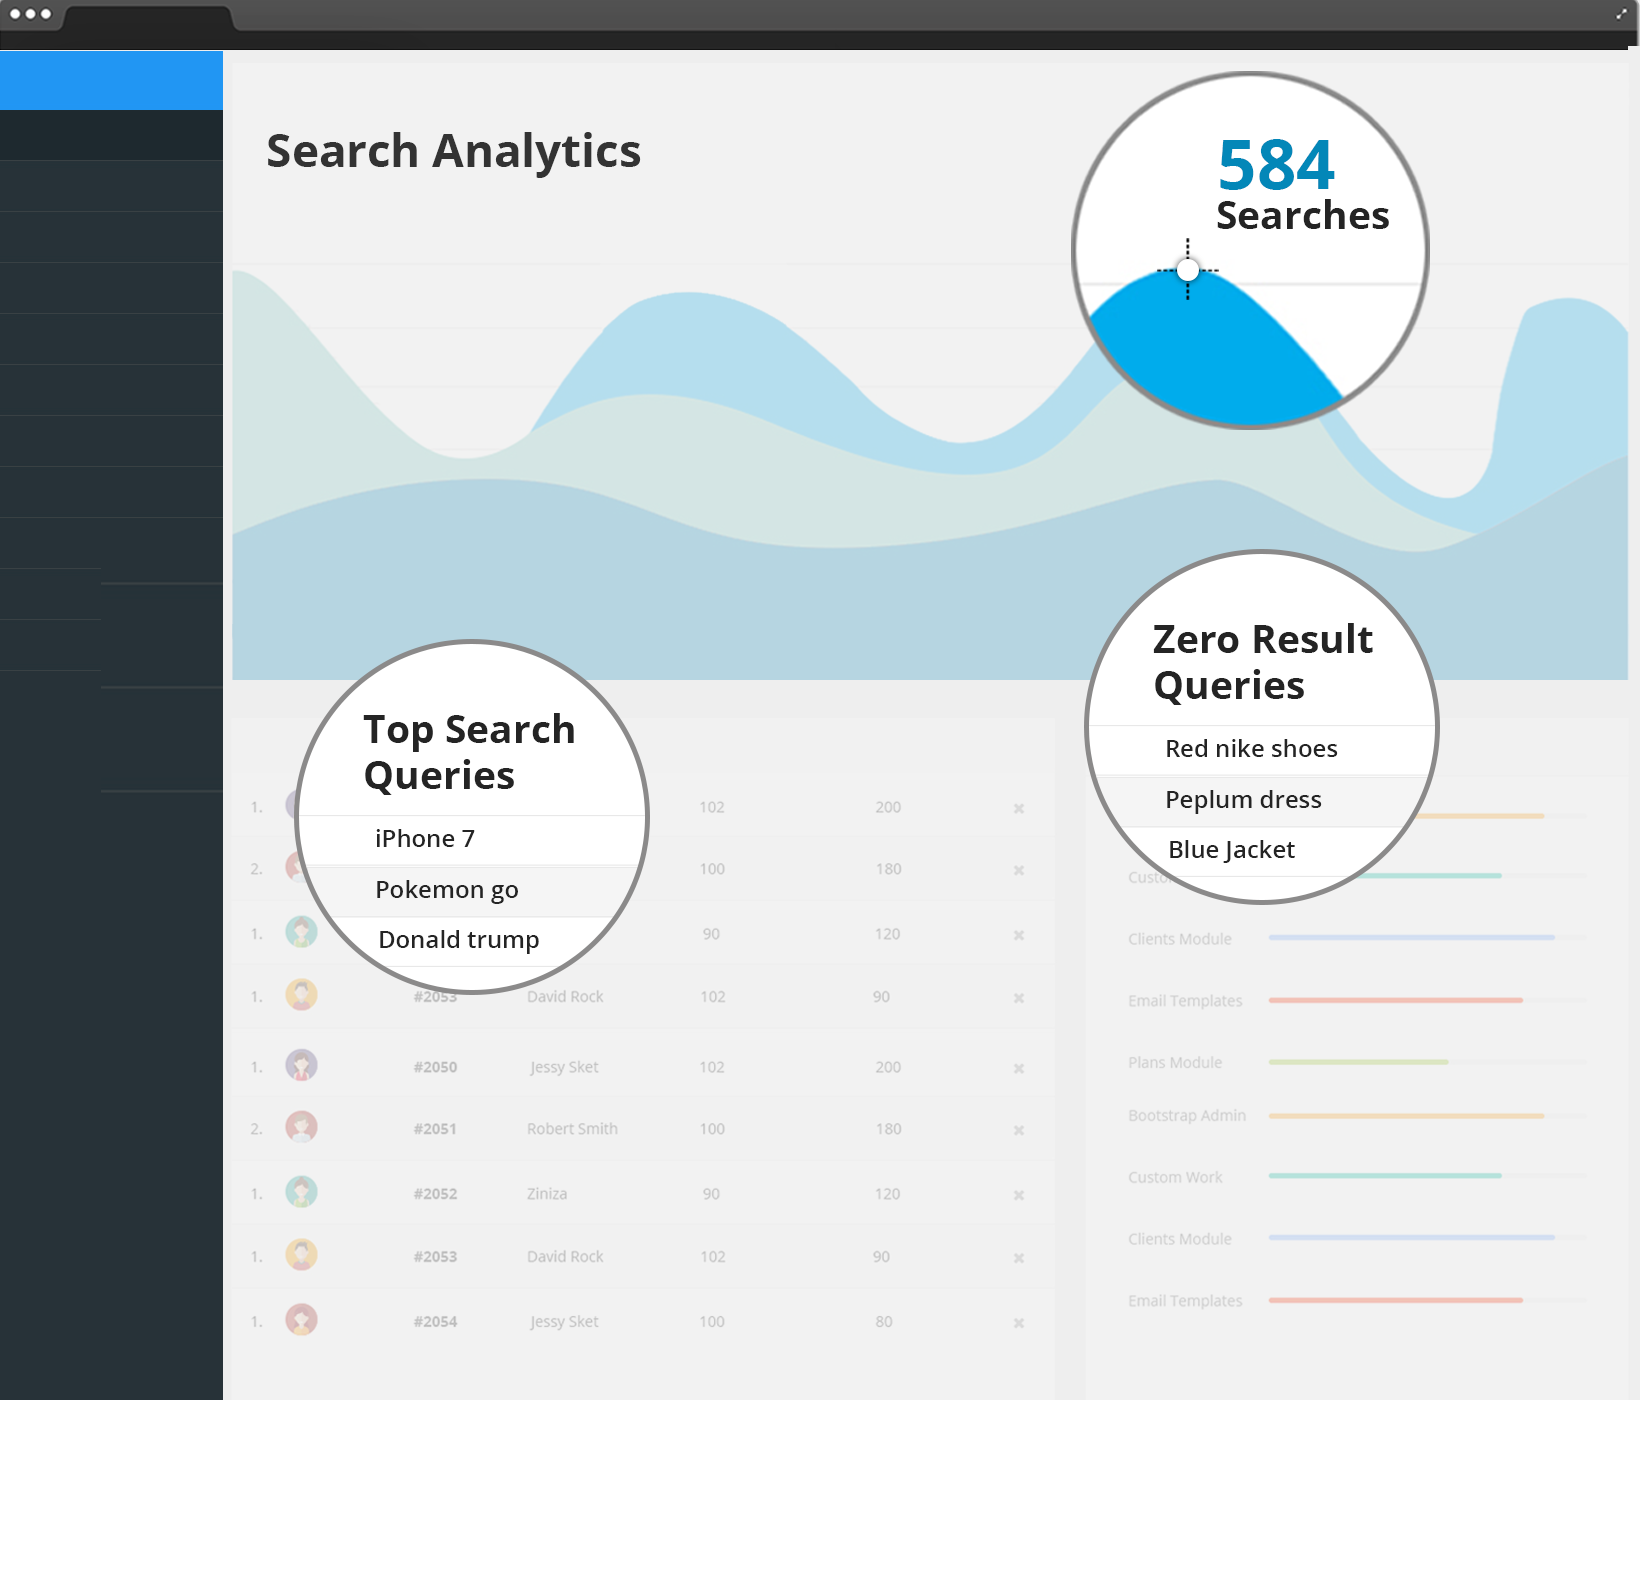 Search Analytics
584
Searches
Zero Result
Queries
Red nike shoes
Peplum dress
Blue Jacket
Top Search
Queries
iPhone 7
Pokemon go
Donald trump
1. 102 200 ×
2. 100 180 ×
1. 90 120 ×
1. #2053 David Rock 102 90 ×
1. #2050 Jessy Sket 102 200 ×
2. #2051 Robert Smith 100 180 ×
1. #2052 Ziniza 90 120 ×
1. #2053 David Rock 102 90 ×
1. #2054 Jessy Sket 100 80 ×
Clients Module
Email Templates
Plans Module
Bootstrap Admin
Custom Work
Clients Module
Email Templates